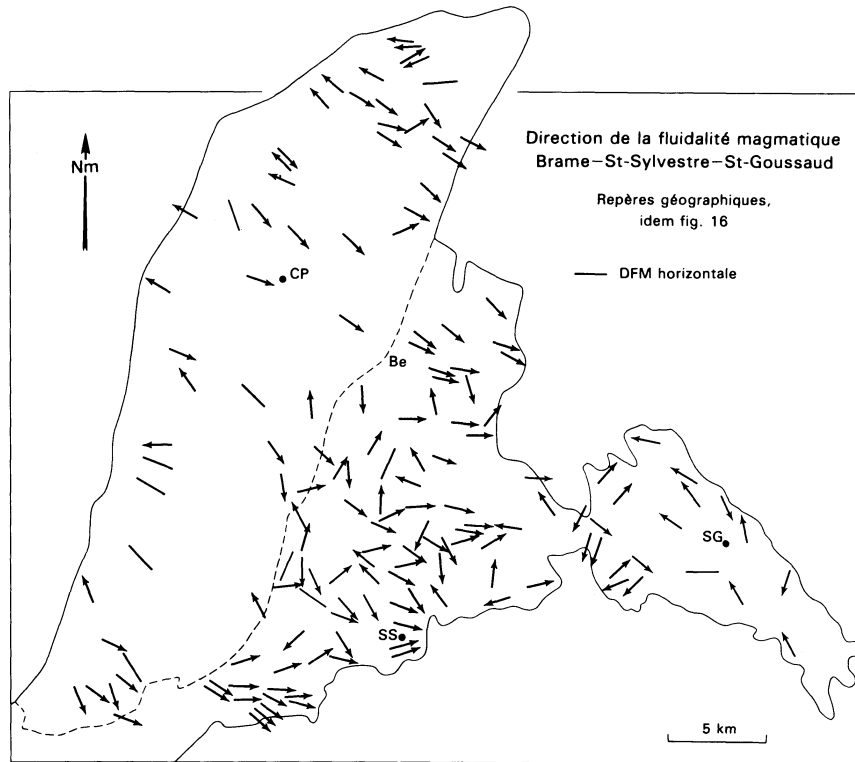 Direction de la fluidalité magmatique
Brame–St-Sylvestre–St-Goussaud
Nm
Repères géographiques,
idem fig. 16
DFM horizontale
CP
Be
SG
SS
5 km